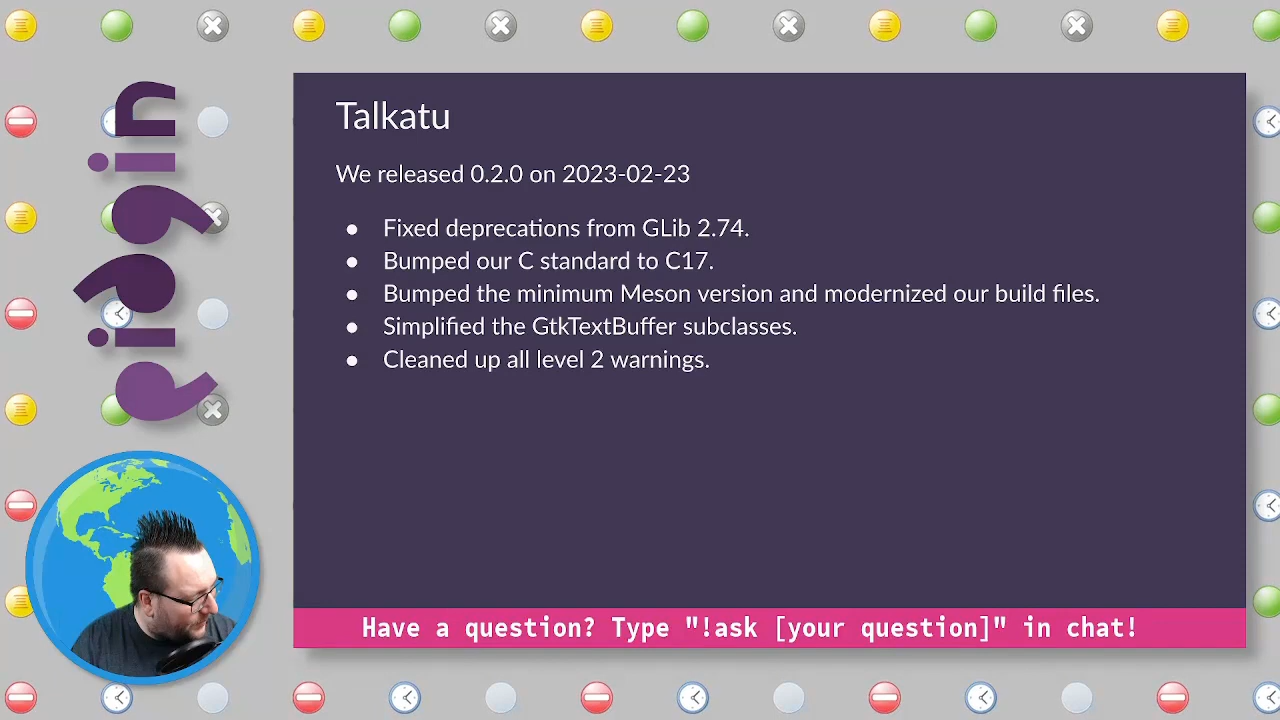 pidgin
Talkatu
We released 0.2.0 on 2023-02-23
● Fixed deprecations from GLib 2.74.
● Bumped our C standard to C17.
● Bumped the minimum Meson version and modernized our build files.
● Simplified the GtkTextBuffer subclasses.
● Cleaned up all level 2 warnings.
Have a question? Type "!ask [your question]" in chat!